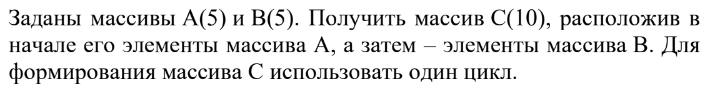 Заданы массивы A(5) и B(5). Получить массив C(10), расположив в
начале его элементы массива A, а затем – элементы массива B. Для
формирования массива C использовать один цикл.